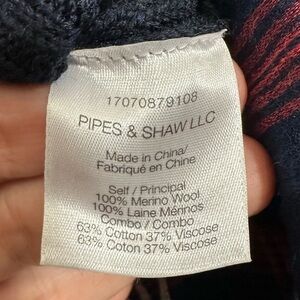 17070879108
PIPES & SHAW LLC
Made in China/
Fabriqué en Chine
Self / Principal
100% Merino Wool
100% Laine Mérinos
Combo / Combo
63% Cotton 37% Viscose
63% Coton 37% Viscose